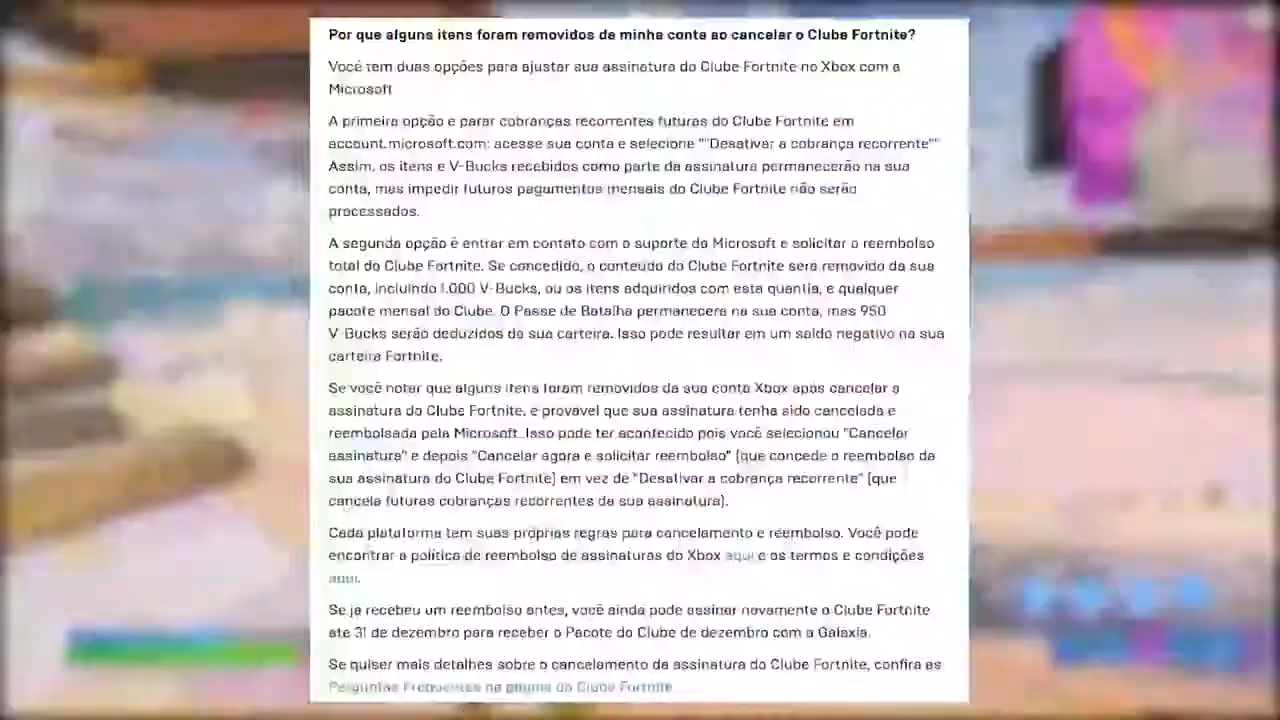 Por que alguns itens foram removidos da minha conta ao cancelar o Clube Fortnite?
Você tem duas opções para ajustar sua assinatura do Clube Fortnite no Xbox com a
Microsoft
A primeira opção é parar cobranças recorrentes futuras do Clube Fortnite em
account.microsoft.com: acesse sua conta e selecione ""Desativar a cobrança recorrente""
Assim, os itens e V-Bucks recebidos como parte da assinatura permanecerão na sua
conta, mas impedir futuros pagamentos mensais do Clube Fortnite não serão
processados.
A segunda opção é entrar em contato com o suporte da Microsoft e solicitar o reembolso
total do Clube Fortnite. Se concedido, o conteúdo do Clube Fortnite será removido da sua
conta, incluindo 1.000 V-Bucks, ou os itens adquiridos com esta quantia, e qualquer
pacote mensal do Clube. O Passe de Batalha permanecerá na sua conta, mas 950
V-Bucks serão deduzidos da sua carteira. Isso pode resultar em um saldo negativo na sua
carteira Fortnite.
Se você notar que alguns itens foram removidos da sua conta Xbox após cancelar a
assinatura do Clube Fortnite, é provável que sua assinatura tenha sido cancelada e
reembolsada pela Microsoft. Isso pode ter acontecido pois você selecionou "Cancelar
assinatura" e depois "Cancelar agora e solicitar reembolso" (que concede o reembolso da
sua assinatura do Clube Fortnite) em vez de "Desativar a cobrança recorrente" (que
cancela futuras cobranças recorrentes da sua assinatura).
Cada plataforma tem suas próprias regras para cancelamento e reembolso. Você pode
encontrar a política de reembolso de assinaturas do Xbox aqui e os termos e condições
aqui.
Se já recebeu um reembolso antes, você ainda pode assinar novamente o Clube Fortnite
até 31 de dezembro para receber o Pacote do Clube de dezembro com a Galáxia.
Se quiser mais detalhes sobre o cancelamento da assinatura do Clube Fortnite, confira as
Perguntas Frequentes na página do Clube Fortnite